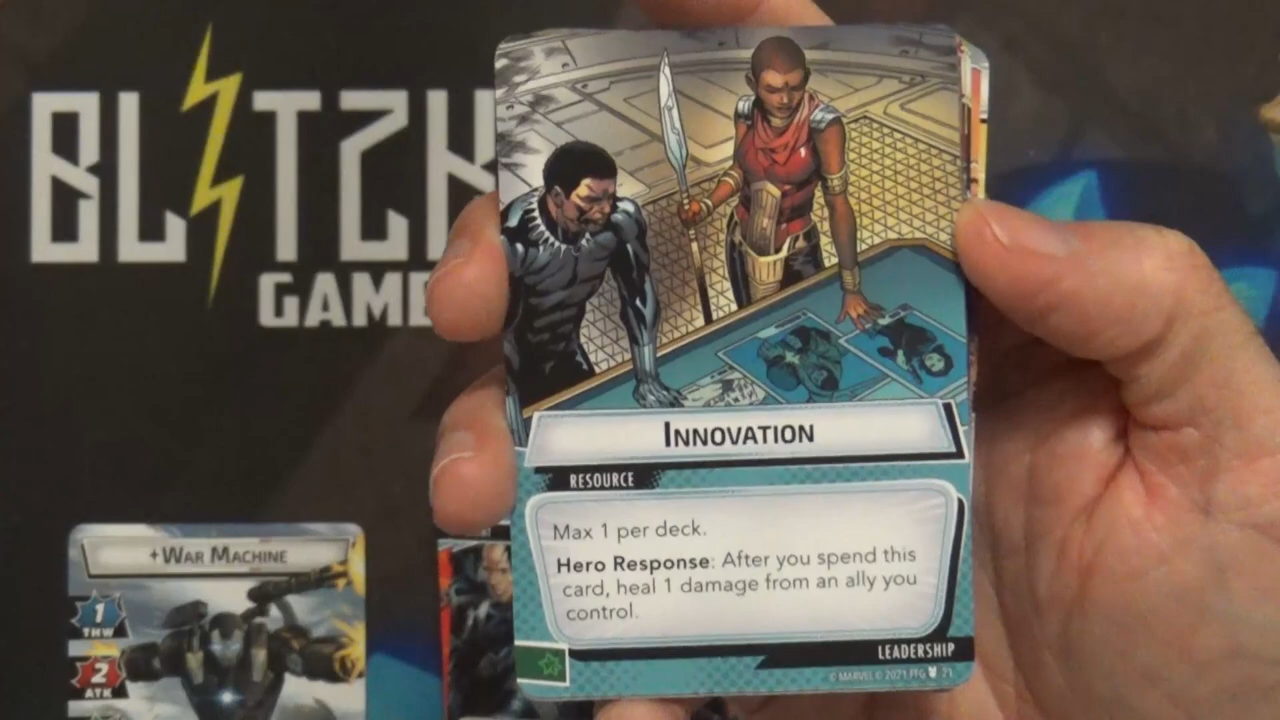 BLITZK
GAME
INNOVATION
RESOURCE
Max 1 per deck.
Hero Response: After you spend this
card, heal 1 damage from an ally you
control.
LEADERSHIP
© MARVEL © 2021 FFG 21
+WAR MACHINE
1
THW
2
ATK